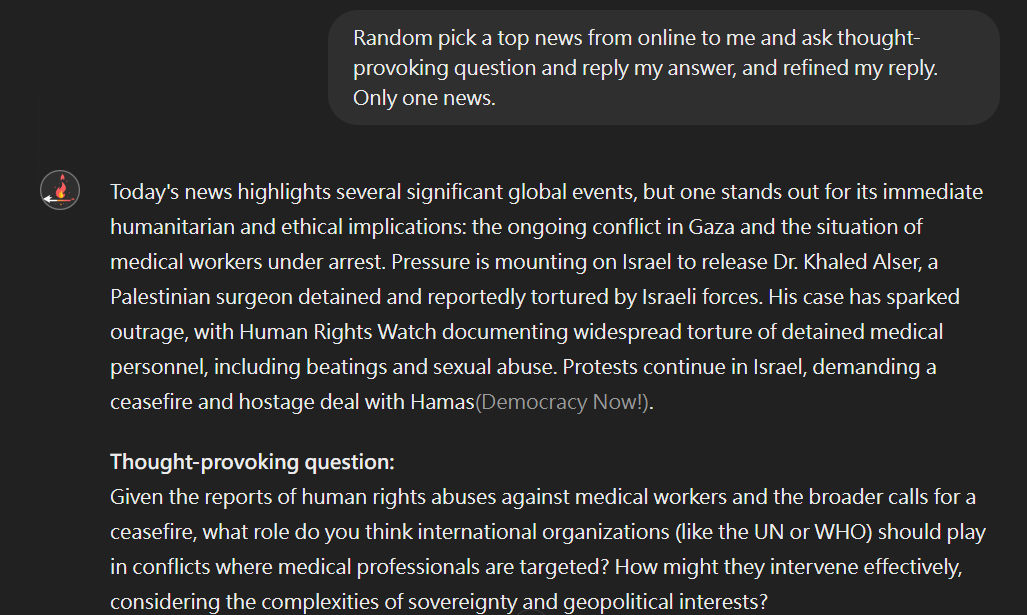 Random pick a top news from online to me and ask thought-
provoking question and reply my answer, and refined my reply.
Only one news.
Today's news highlights several significant global events, but one stands out for its immediate
humanitarian and ethical implications: the ongoing conflict in Gaza and the situation of
medical workers under arrest. Pressure is mounting on Israel to release Dr. Khaled Alser, a
Palestinian surgeon detained and reportedly tortured by Israeli forces. His case has sparked
outrage, with Human Rights Watch documenting widespread torture of detained medical
personnel, including beatings and sexual abuse. Protests continue in Israel, demanding a
ceasefire and hostage deal with Hamas(Democracy Now!).
Thought-provoking question:
Given the reports of human rights abuses against medical workers and the broader calls for a
ceasefire, what role do you think international organizations (like the UN or WHO) should play
in conflicts where medical professionals are targeted? How might they intervene effectively,
considering the complexities of sovereignty and geopolitical interests?